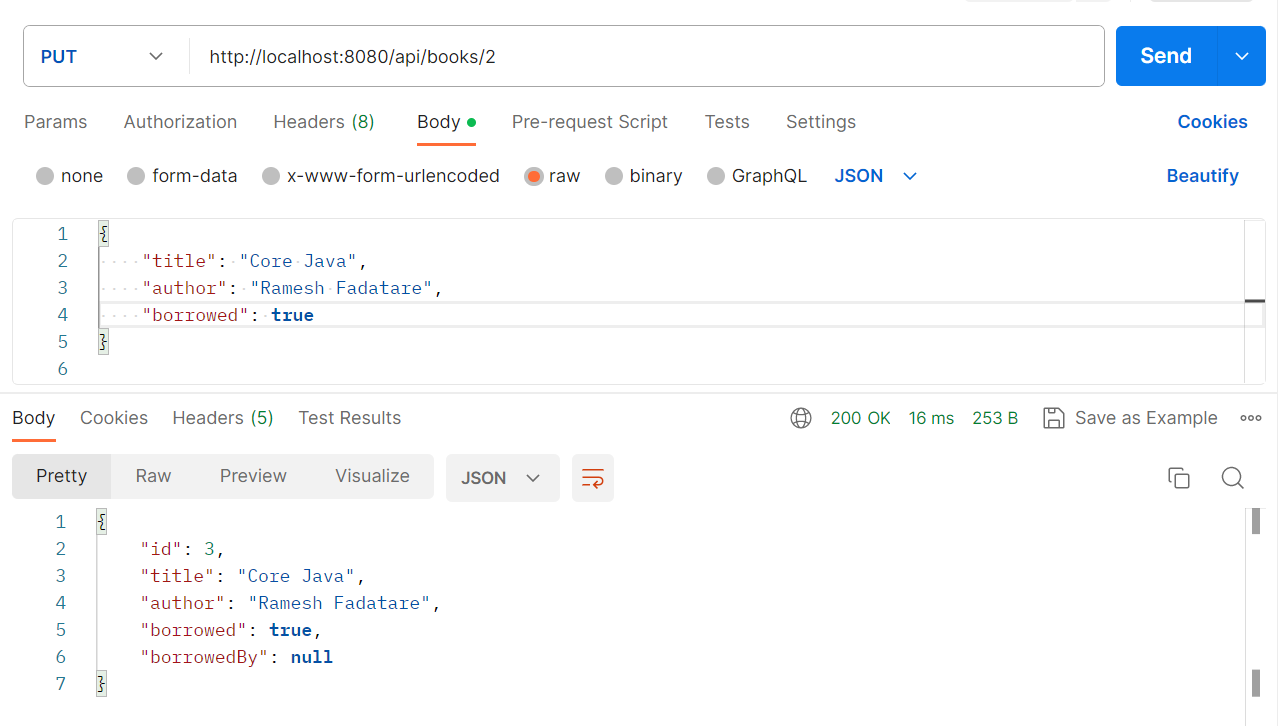 PUT http://localhost:8080/api/books/2 Send
Params Authorization Headers (8) Body Pre-request Script Tests Settings Cookies
none form-data x-www-form-urlencoded raw binary GraphQL JSON Beautify
1 {
2 "title": "Core Java",
3 "author": "Ramesh Fadatare",
4 "borrowed": true
5 }
6
Body Cookies Headers (5) Test Results 200 OK 16 ms 253 B Save as Example
Pretty Raw Preview Visualize JSON
1 {
2 "id": 3,
3 "title": "Core Java",
4 "author": "Ramesh Fadatare",
5 "borrowed": true,
6 "borrowedBy": null
7 }